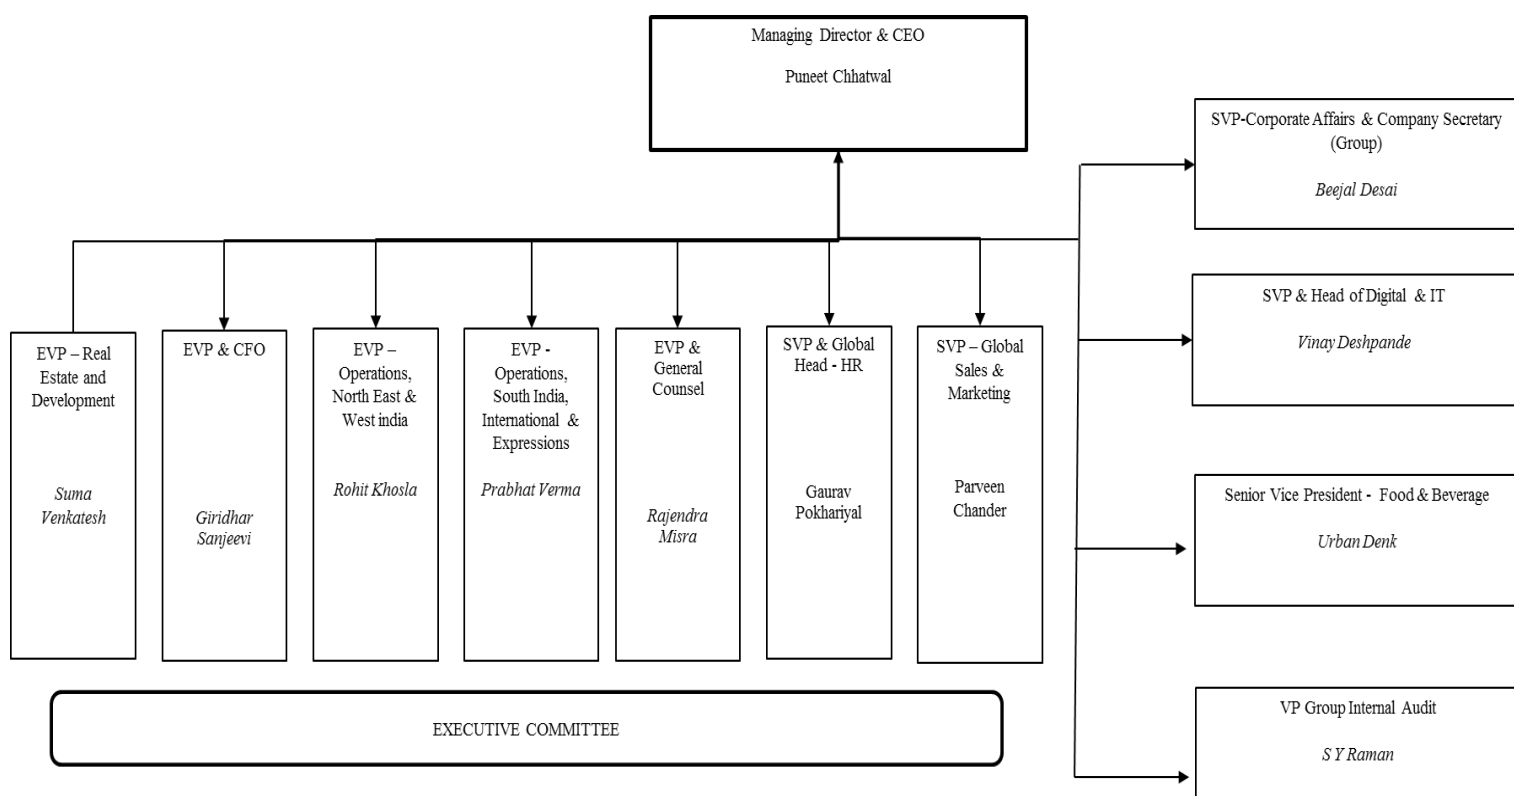 Managing Director & CEO
Puneet Chhatwal
SVP-Corporate Affairs & Company Secretary
(Group)
Beejal Desai
SVP & Head of Digital & IT
Vinay Deshpande
Senior Vice President - Food & Beverage
Urban Denk
VP Group Internal Audit
S Y Raman
EVP – Real
Estate and
Development
Suma
Venkatesh
EVP & CFO
Giridhar
Sanjeevi
EVP –
Operations,
North East &
West india
Rohit Khosla
EVP -
Operations,
South India,
International &
Expressions
Prabhat Verma
EVP &
General
Counsel
Rajendra
Misra
SVP & Global
Head - HR
Gaurav
Pokhariyal
SVP – Global
Sales &
Marketing
Parveen
Chander
EXECUTIVE COMMITTEE